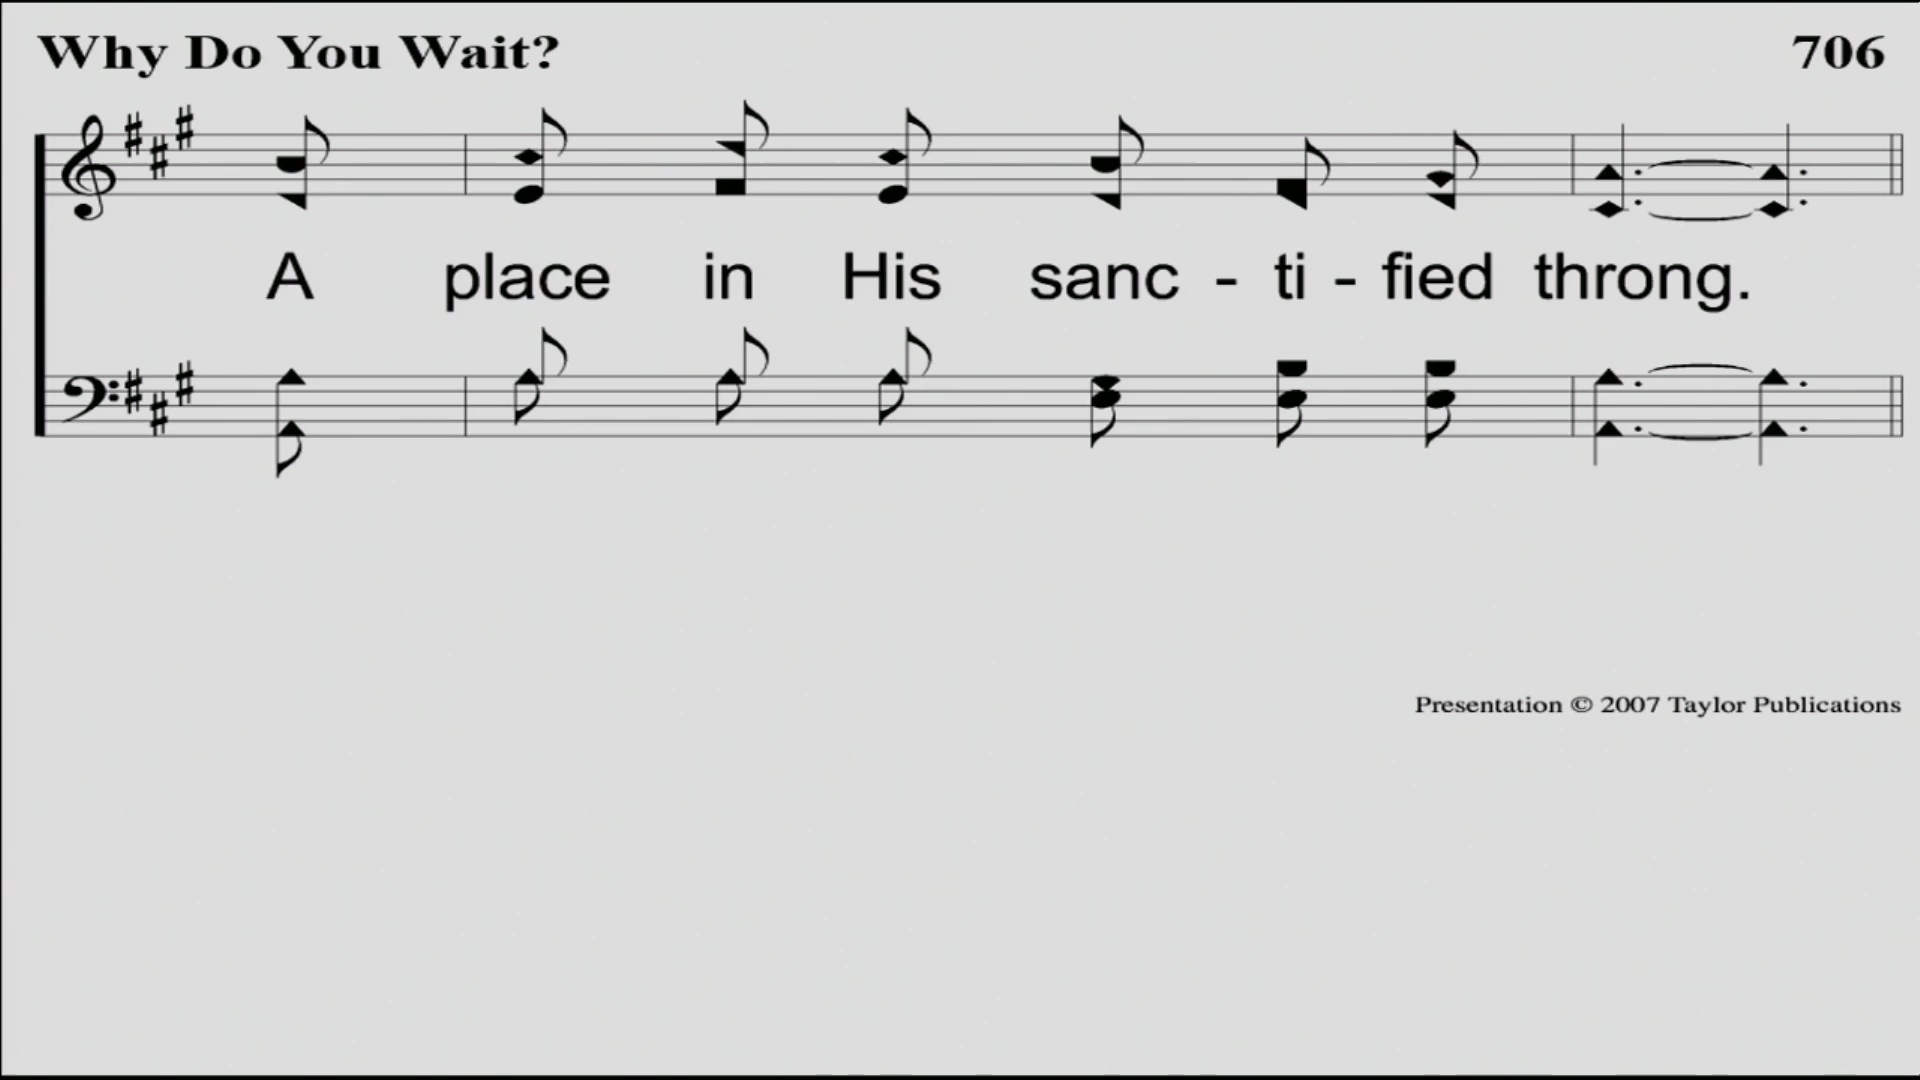 Why Do You Wait? 706
A place in His sanc - ti - fied throng.
Presentation © 2007 Taylor Publications